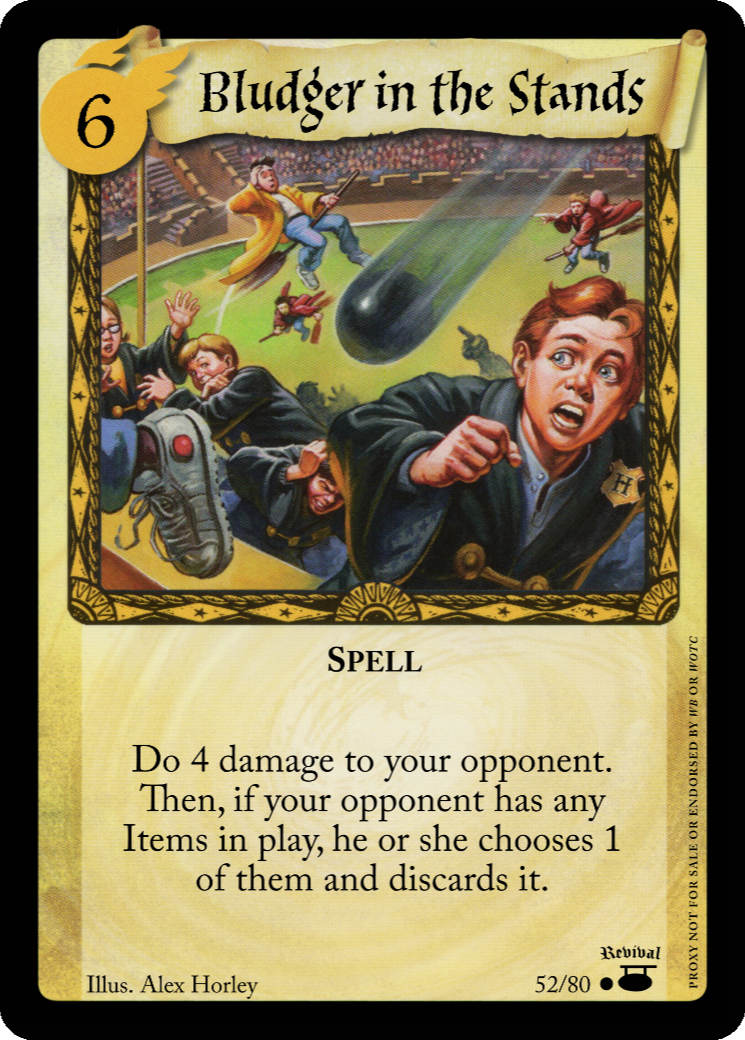 6
Bludger in the Stands
H
SPELL
Do 4 damage to your opponent.
Then, if your opponent has any
Items in play, he or she chooses 1
of them and discards it.
PROXY NOT FOR SALE OR ENDORSED BY WB OR WOTC
Revival
Illus. Alex Horley
52/80